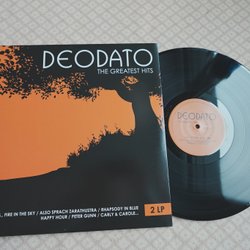 DEODATO
THE GREATEST HITS
FIRE IN THE SKY / ALSO SPRACH ZARATHUSTRA / RHAPSODY IN BLUE
HAPPY HOUR / PETER GUNN / CARLY & CAROLE...
2 LP